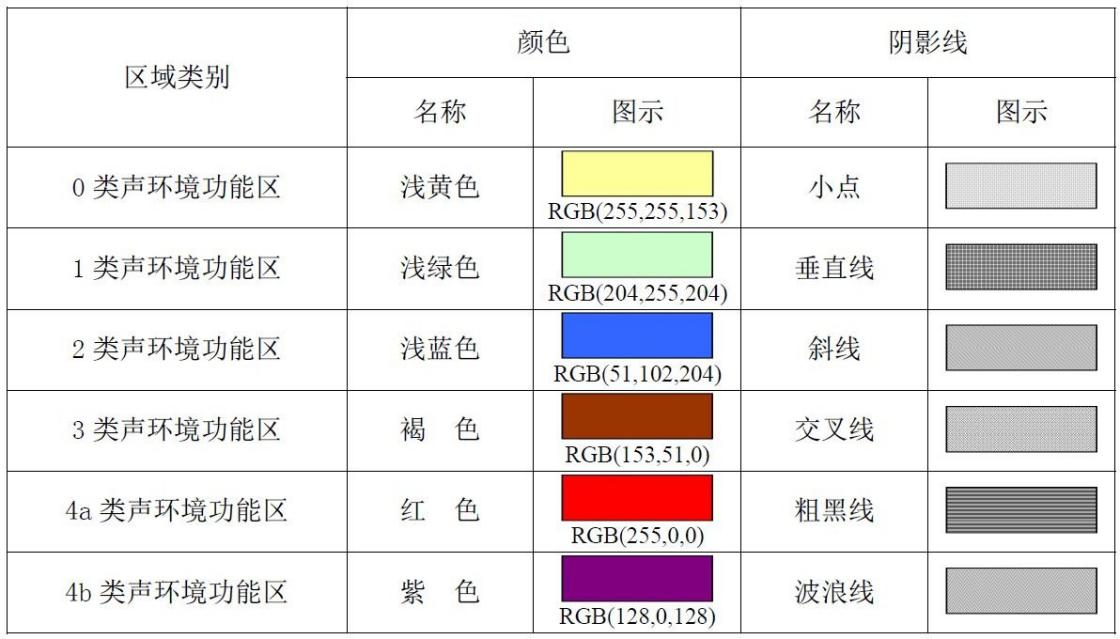 区域类别 颜色 阴影线
名称 图示 名称 图示
0 类声环境功能区 浅黄色 RGB(255,255,153) 小点
1 类声环境功能区 浅绿色 RGB(204,255,204) 垂直线
2 类声环境功能区 浅蓝色 RGB(51,102,204) 斜线
3 类声环境功能区 褐 色 RGB(153,51,0) 交叉线
4a 类声环境功能区 红 色 RGB(255,0,0) 粗黑线
4b 类声环境功能区 紫 色 RGB(128,0,128) 波浪线